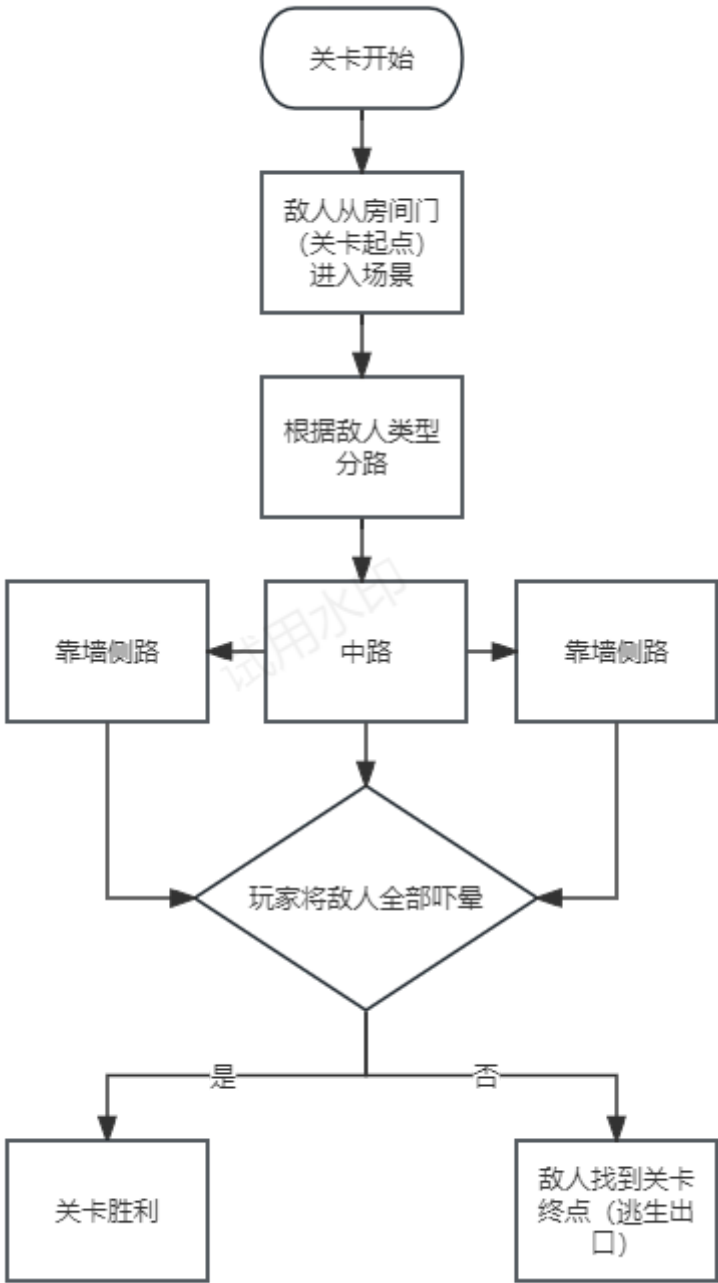 关卡开始
敌人从房间门
（关卡起点）
进入场景
根据敌人类型
分路
试用水印
靠墙侧路
中路
靠墙侧路
玩家将敌人全部吓晕
是
否
关卡胜利
敌人找到关卡
终点（逃生出
口）